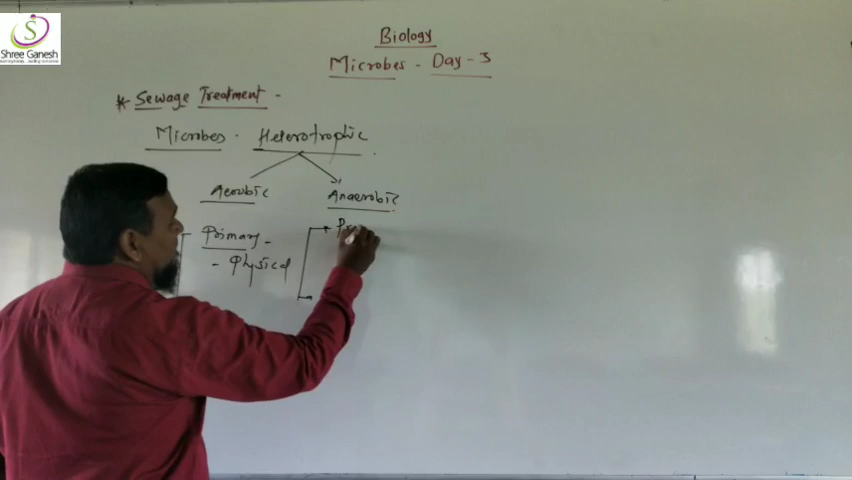 S
Shree Ganesh
Biology
Microbes - Day - 3
* Sewage Treatment -
Microbes - Heterotrophic
Aerobic Anaerobic
Primary -
- Physical